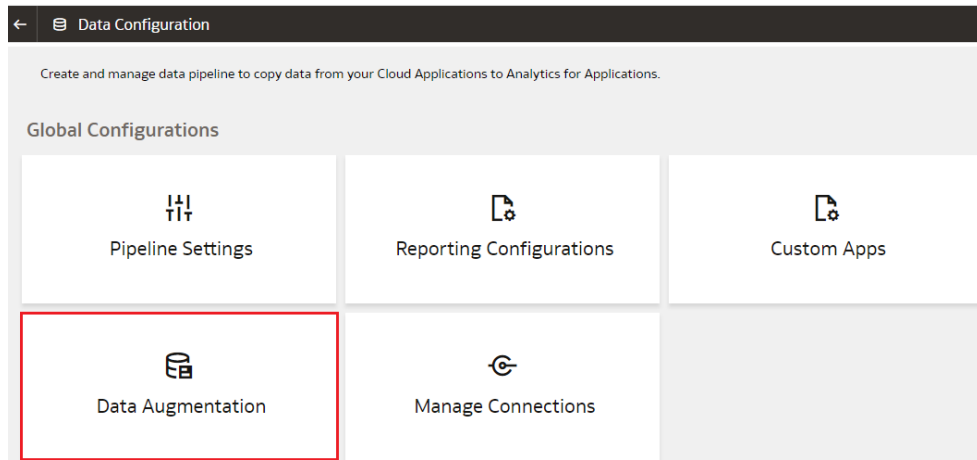 Data Configuration
Create and manage data pipeline to copy data from your Cloud Applications to Analytics for Applications.
Global Configurations
Pipeline Settings
Reporting Configurations
Custom Apps
Data Augmentation
Manage Connections